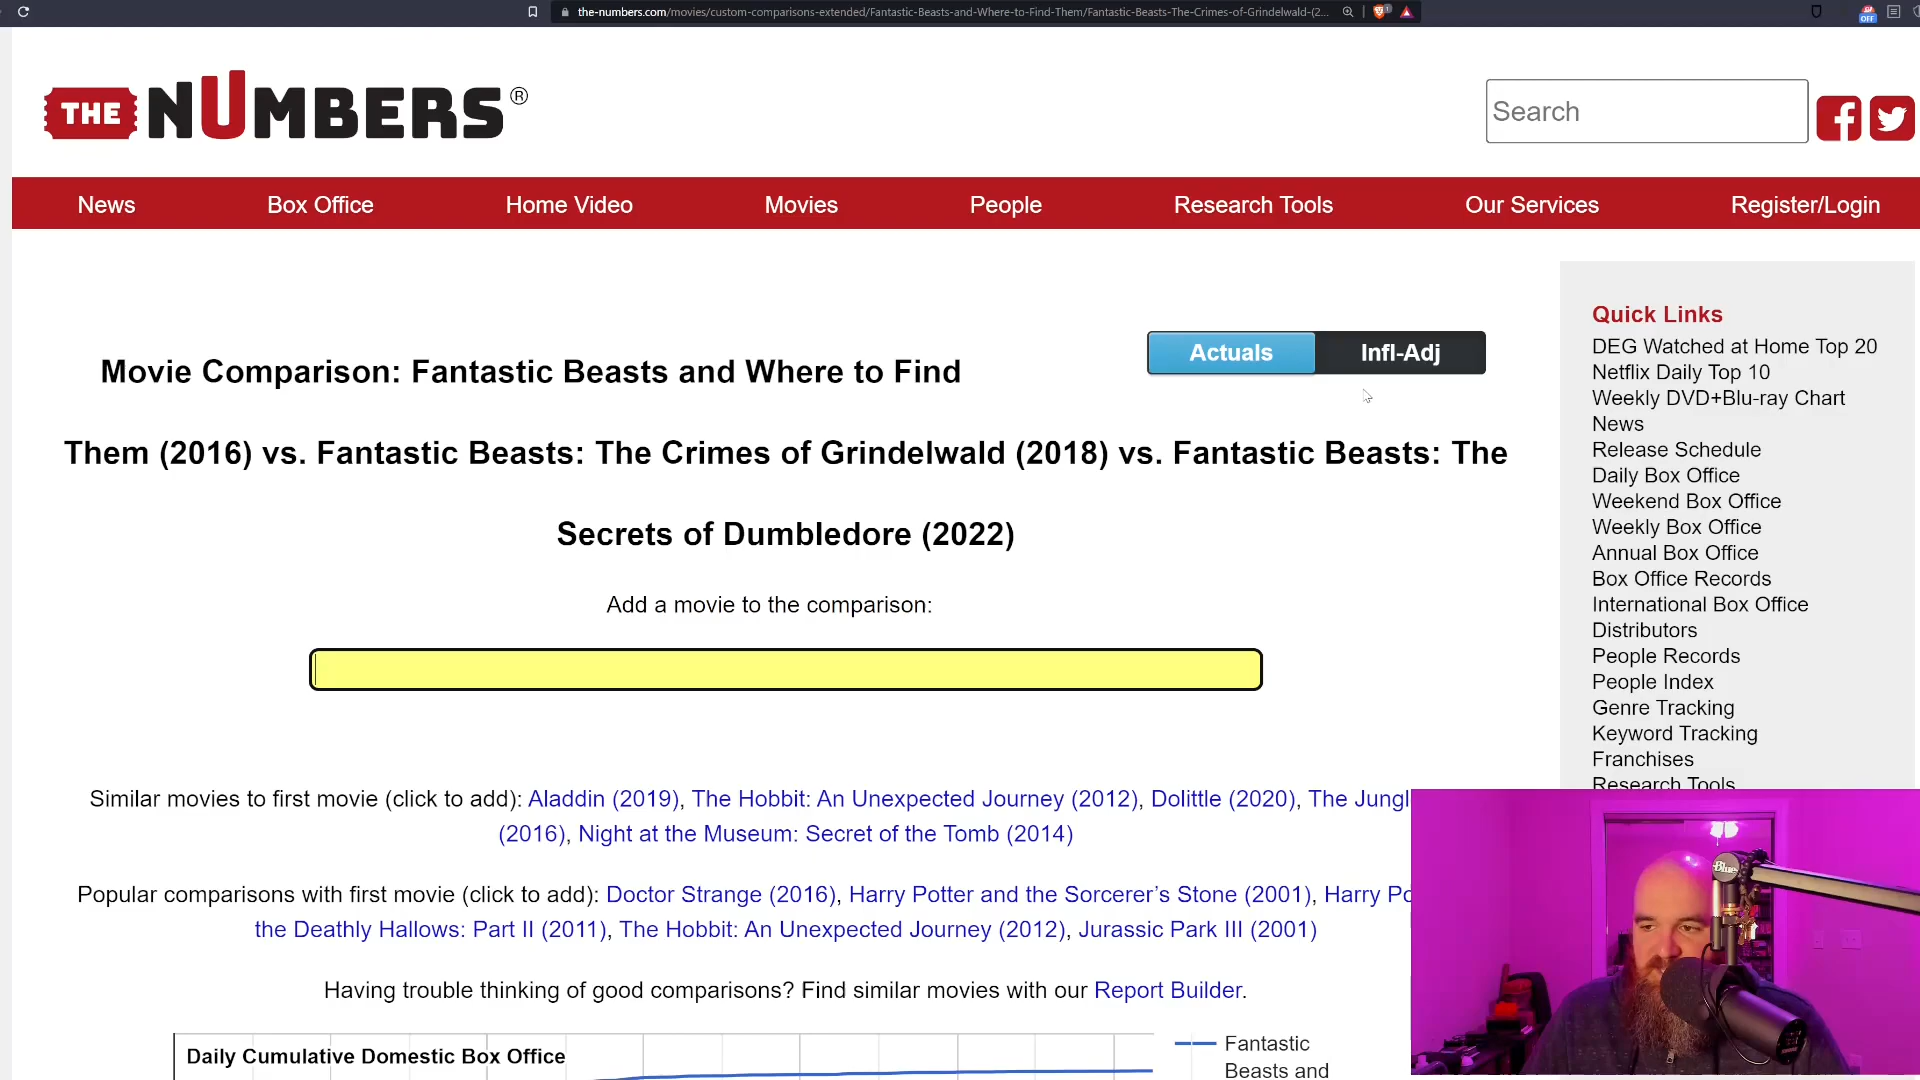 the-numbers.com/movies/custom-comparisons-extended/Fantastic-Beasts-and-Where-to-Find-Them/Fantastic-Beasts-The-Crimes-of-Grindelwald-(2...
OFF
THE NUMBERS®
Search
News Box Office Home Video Movies People Research Tools Our Services Register/Login
Actuals Infl-Adj
Movie Comparison: Fantastic Beasts and Where to Find
Them (2016) vs. Fantastic Beasts: The Crimes of Grindelwald (2018) vs. Fantastic Beasts: The
Secrets of Dumbledore (2022)
Add a movie to the comparison:
Similar movies to first movie (click to add): Aladdin (2019), The Hobbit: An Unexpected Journey (2012), Dolittle (2020), The Jungl
(2016), Night at the Museum: Secret of the Tomb (2014)
Popular comparisons with first movie (click to add): Doctor Strange (2016), Harry Potter and the Sorcerer's Stone (2001), Harry Po
the Deathly Hallows: Part II (2011), The Hobbit: An Unexpected Journey (2012), Jurassic Park III (2001)
Having trouble thinking of good comparisons? Find similar movies with our Report Builder.
Daily Cumulative Domestic Box Office
Fantastic
Beasts and
Quick Links
DEG Watched at Home Top 20
Netflix Daily Top 10
Weekly DVD+Blu-ray Chart
News
Release Schedule
Daily Box Office
Weekend Box Office
Weekly Box Office
Annual Box Office
Box Office Records
International Box Office
Distributors
People Records
People Index
Genre Tracking
Keyword Tracking
Franchises
Research Tools
Blue